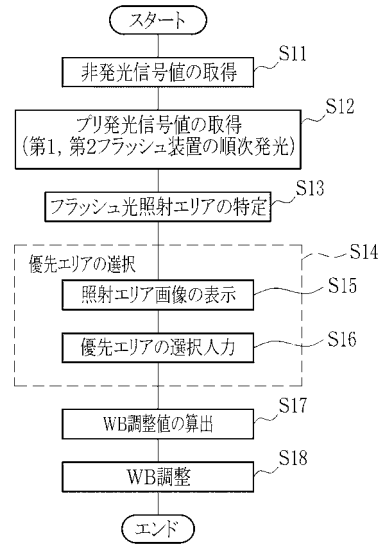 スタート
S11
非発光信号値の取得
S12
プリ発光信号値の取得
(第1, 第2フラッシュ装置の順次発光)
S13
フラッシュ光照射エリアの特定
S14
優先エリアの選択
S15
照射エリア画像の表示
S16
優先エリアの選択入力
S17
WB調整値の算出
S18
WB調整
エンド